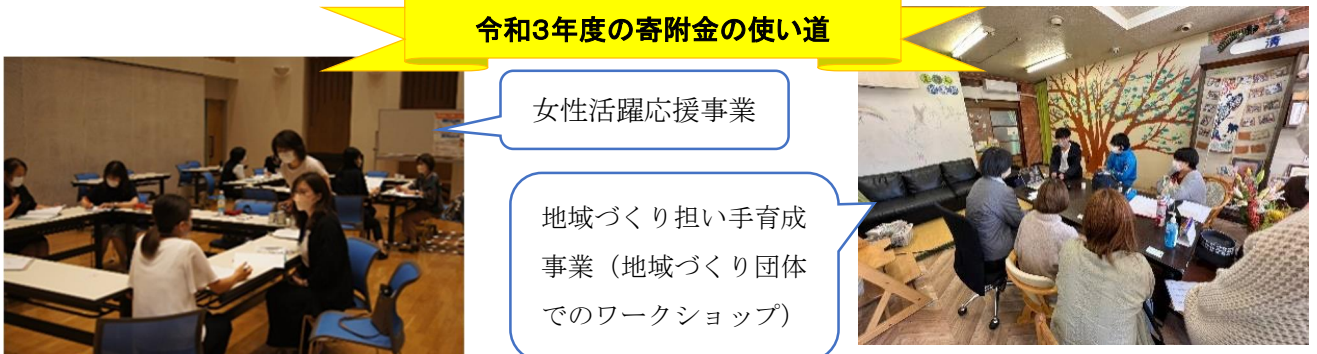 令和3年度の寄附金の使い道
女性活躍応援事業
地域づくり担い手育成
事業（地域づくり団体
でのワークショップ）